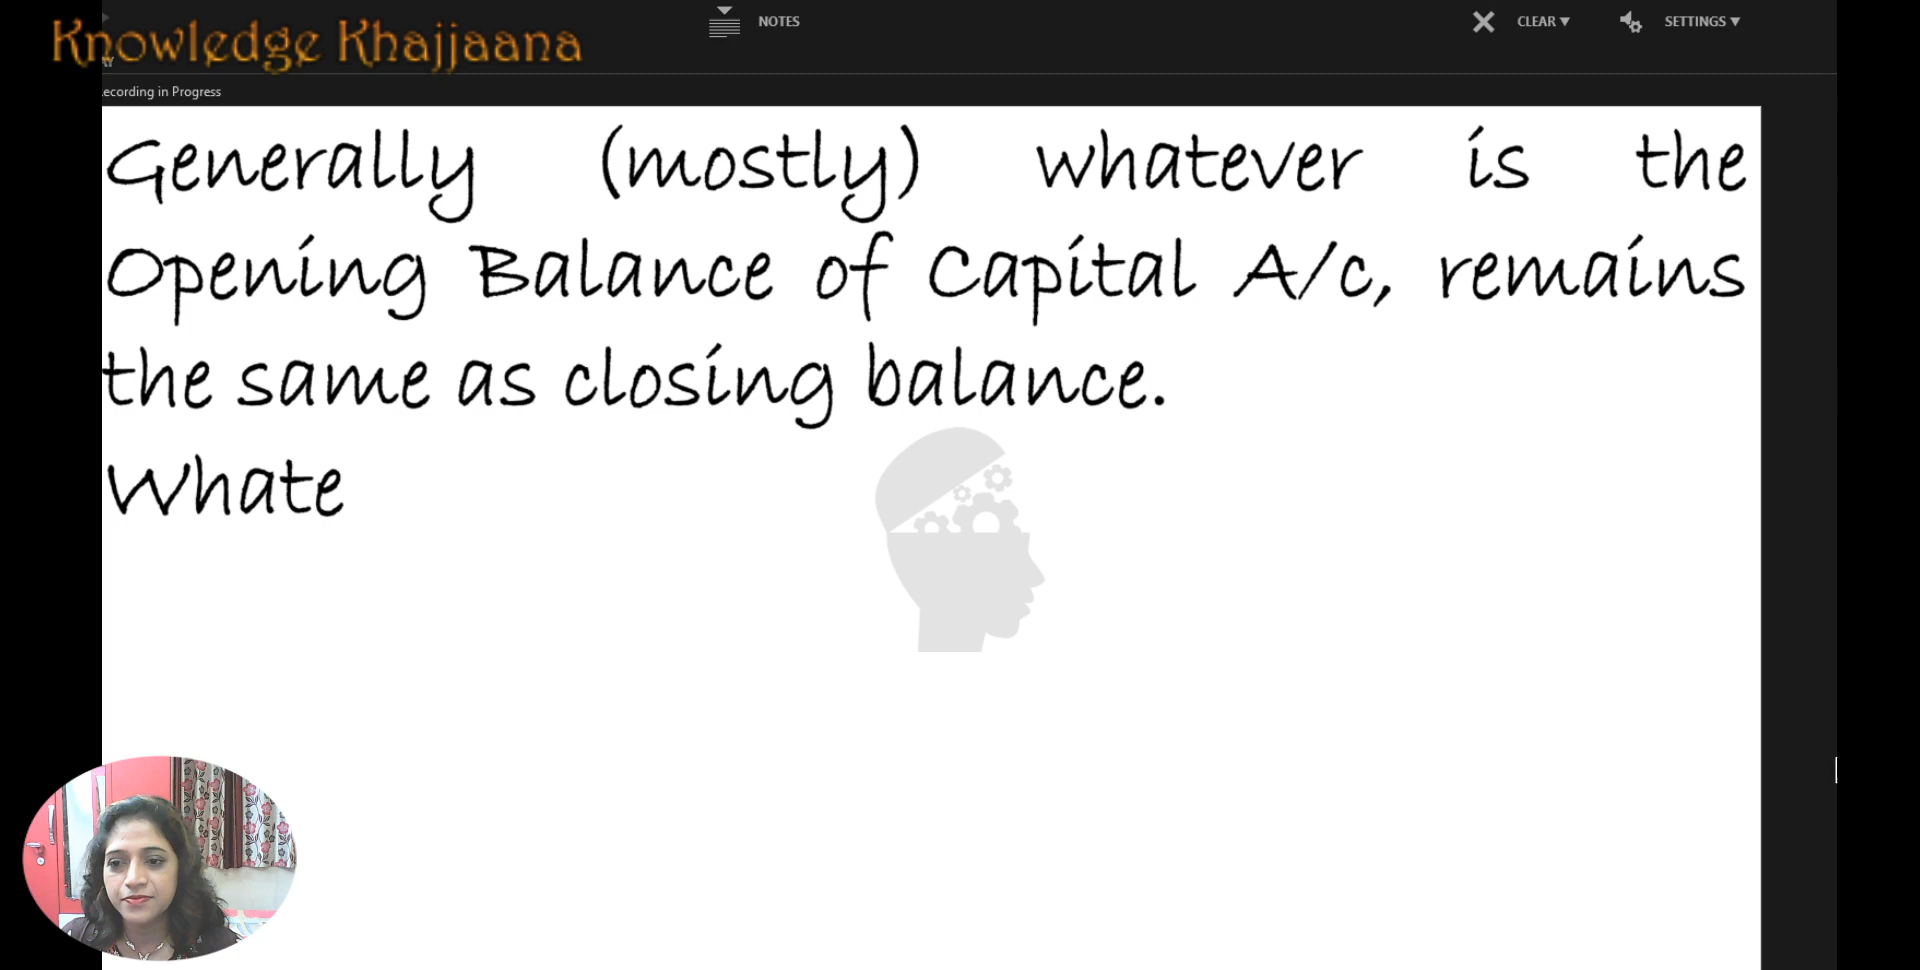 Knowledge Khajjaana
NOTES
CLEAR
SETTINGS
ecording in Progress
Generally (mostly) whatever is the
Opening Balance of Capital A/c, remains
the same as closing balance.
Whate